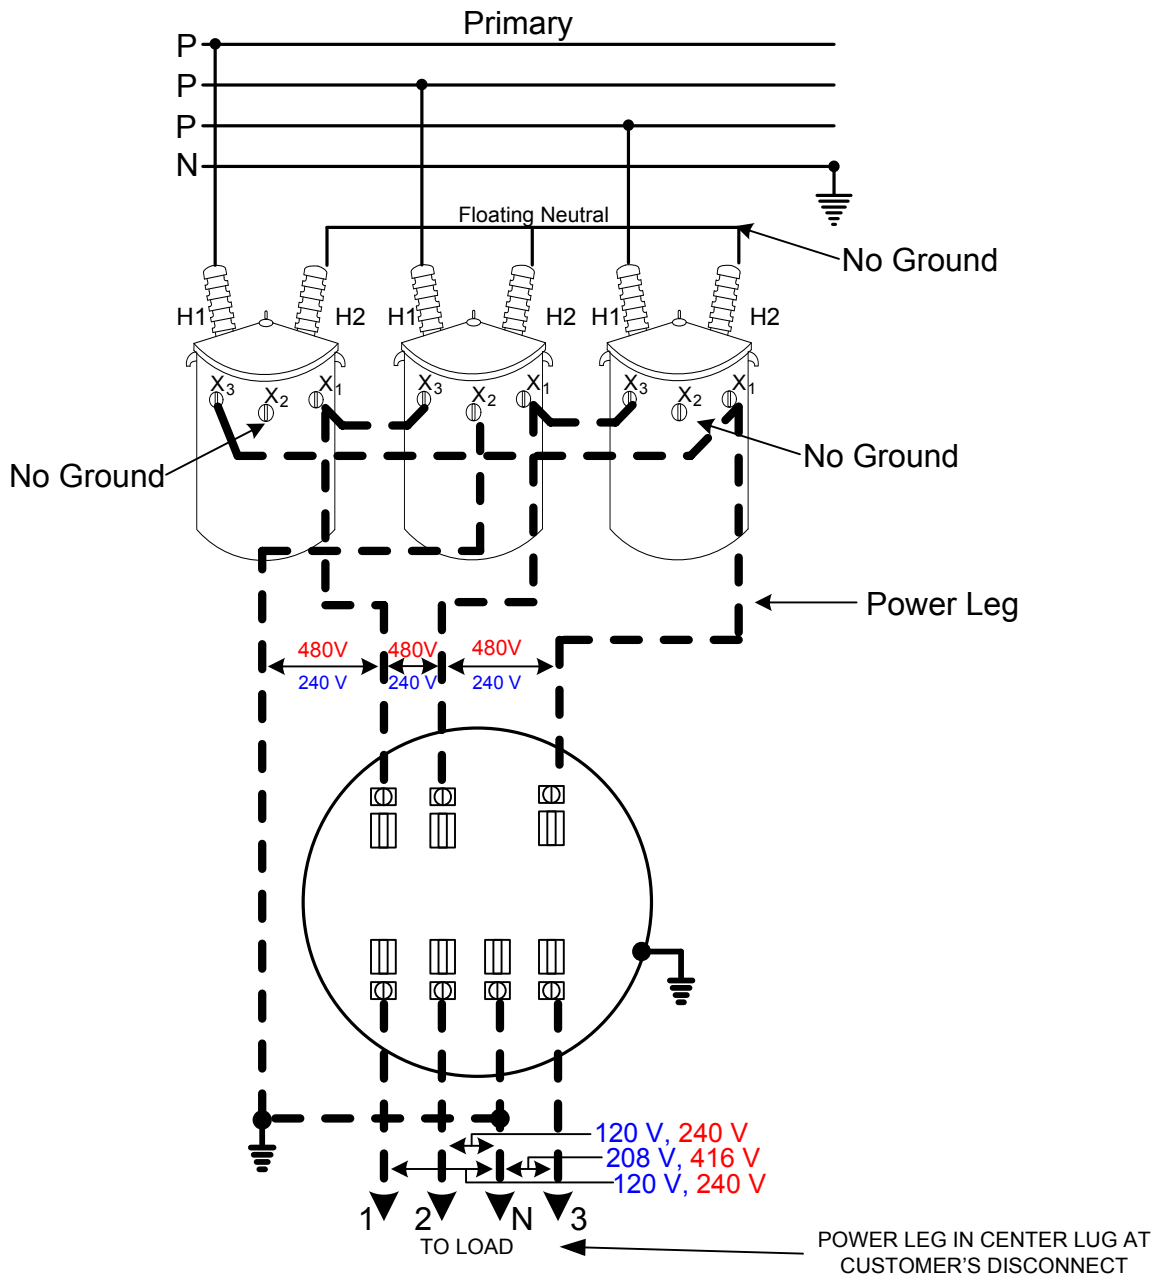 Primary
P
P
P
N
Floating Neutral
No Ground
H1
H2
H1
H2
H1
H2
X3
X2
X1
X3
X2
X1
X3
X2
X1
No Ground
No Ground
Power Leg
480V
480V
480V
240 V
240 V
240 V
120 V, 240 V
208 V, 416 V
120 V, 240 V
1
2
N
3
TO LOAD
POWER LEG IN CENTER LUG AT
CUSTOMER'S DISCONNECT